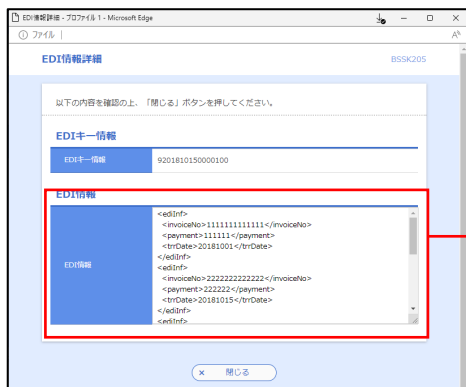 EDI情報詳細 - プロファイル 1 - Microsoft Edge
ファイル
EDI情報詳細 BSSK205
以下の内容を確認の上、「閉じる」ボタンを押してください。
EDIキー情報
EDIキー情報 9201810150000100
EDI情報
EDI情報
<ediInf>
<invoiceNo>1111111111111</invoiceNo>
<payment>111111</payment>
<trrDate>20181001</trrDate>
</ediInf>
<ediInf>
<invoiceNo>2222222222222</invoiceNo>
<payment>222222</payment>
<trrDate>20181015</trrDate>
</ediInf>
<ediInf>
× 閉じる